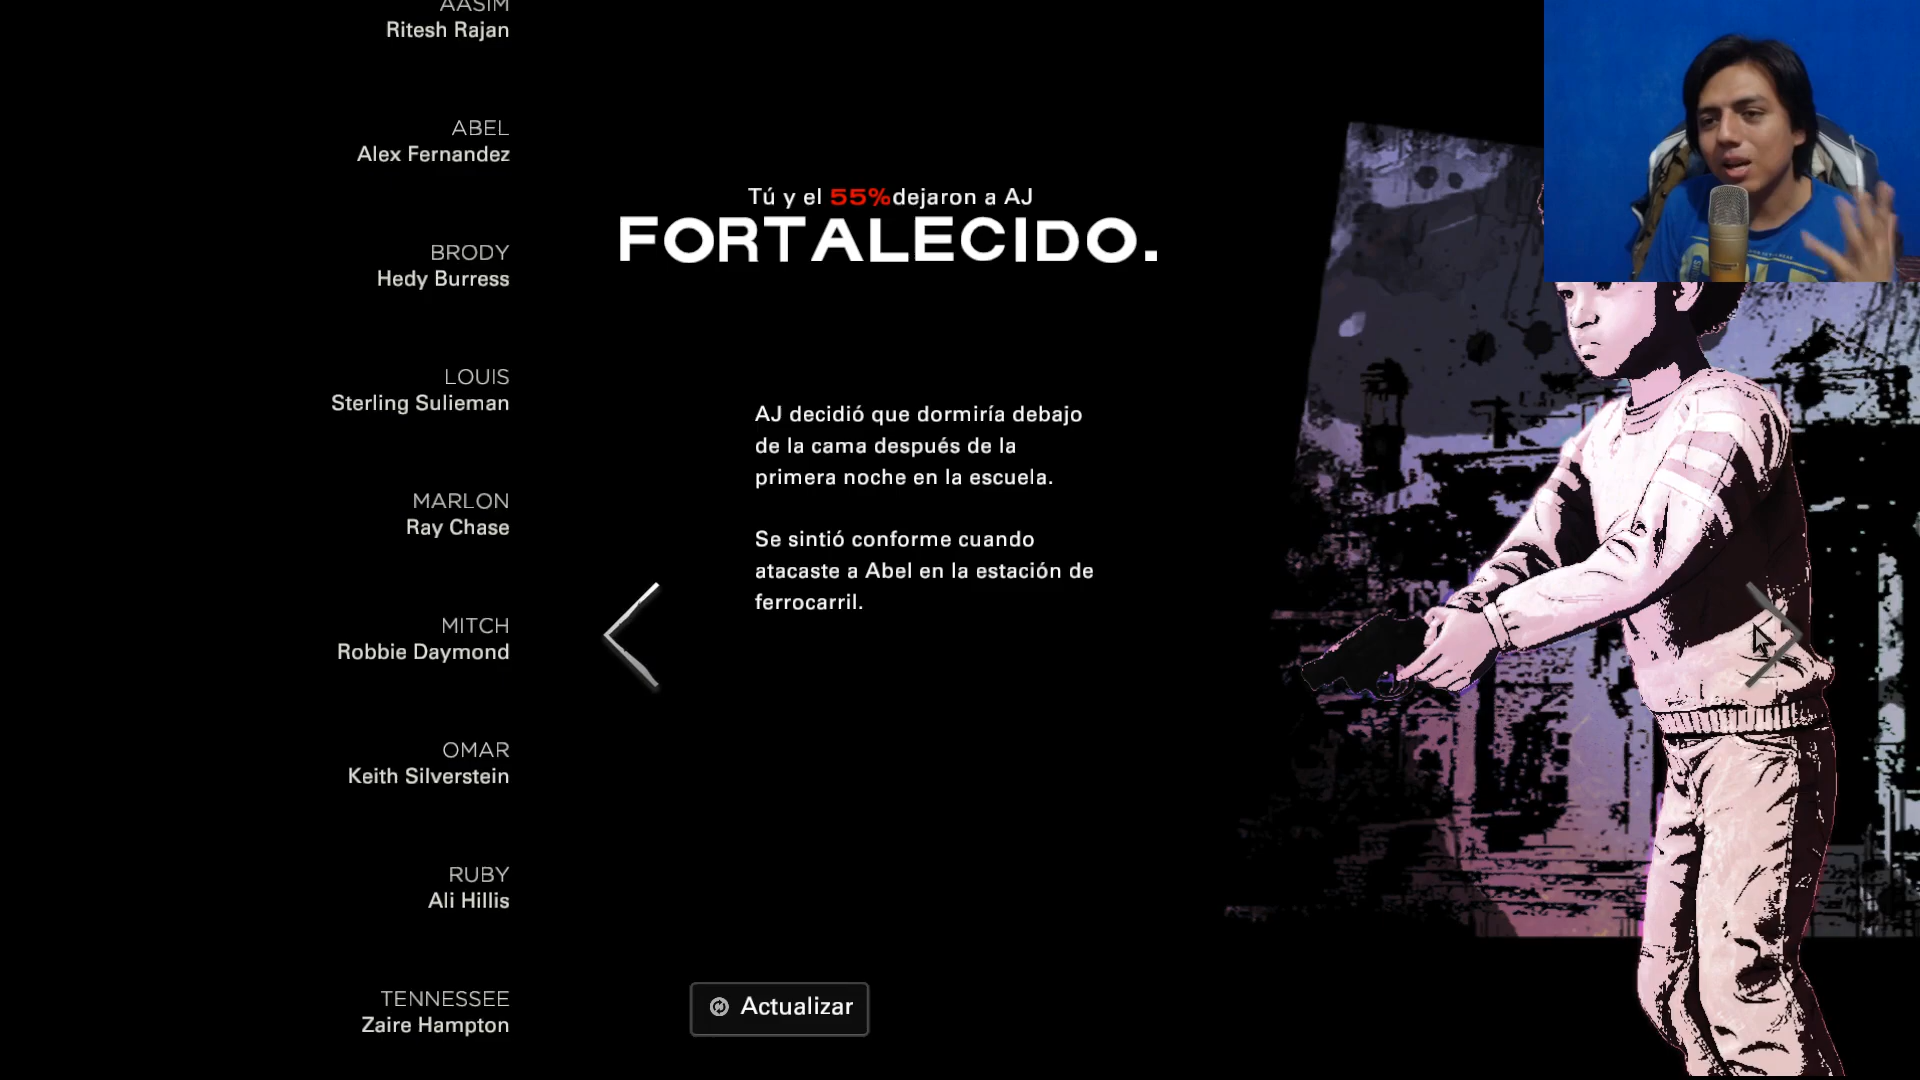 AASIM
Ritesh Rajan
ABEL
Alex Fernandez
BRODY
Hedy Burress
LOUIS
Sterling Sulieman
MARLON
Ray Chase
MITCH
Robbie Daymond
OMAR
Keith Silverstein
RUBY
Ali Hillis
TENNESSEE
Zaire Hampton
Tú y el 55%dejaron a AJ
FORTALECIDO.
AJ decidió que dormiría debajo
de la cama después de la
primera noche en la escuela.
Se sintió conforme cuando
atacaste a Abel en la estación de
ferrocarril.
Actualizar